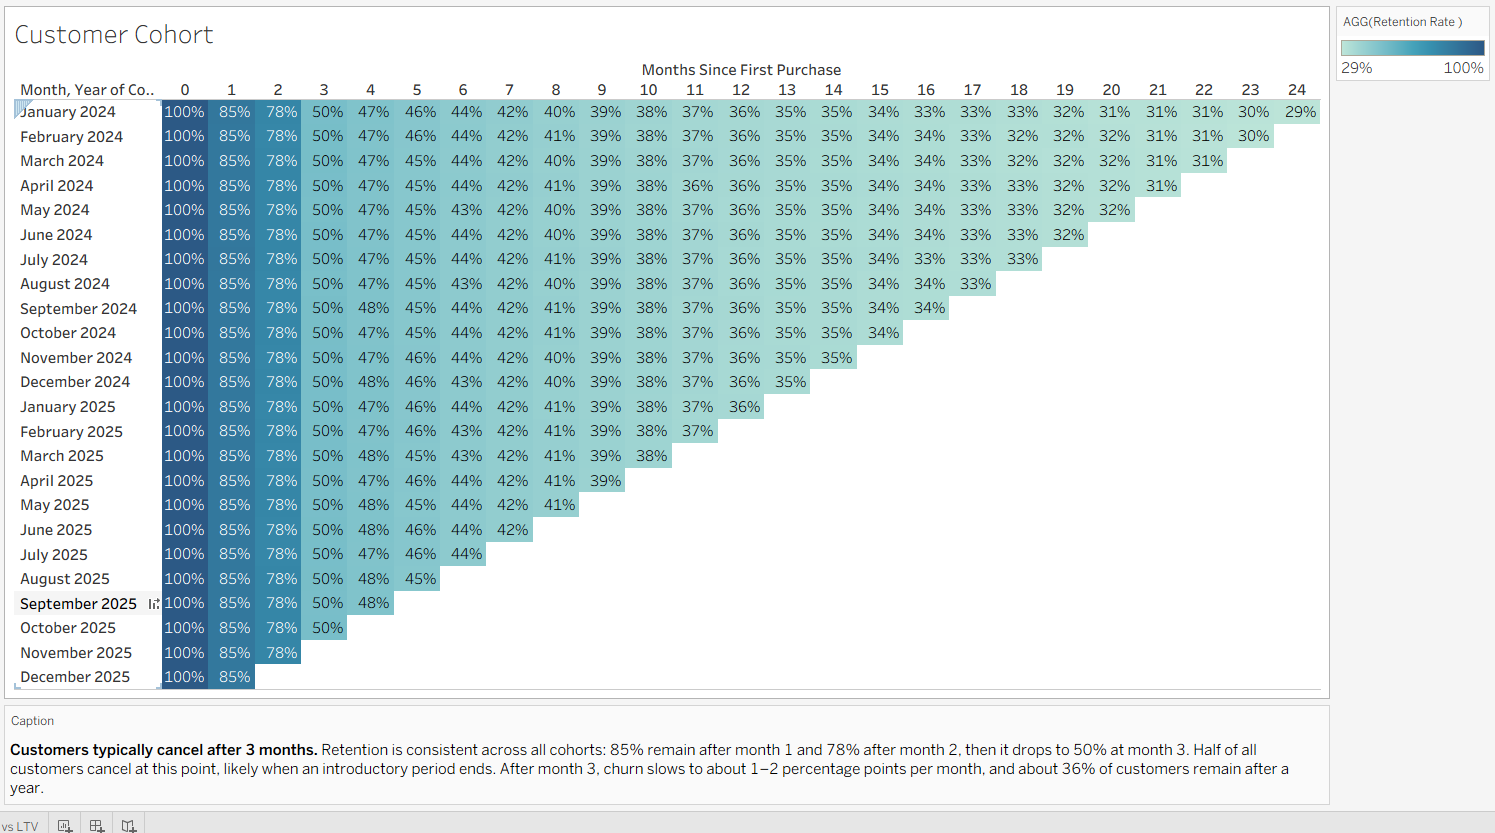 Customer Cohort
AGG(Retention Rate )
29% 100%
Months Since First Purchase
Month, Year of Co.. 0 1 2 3 4 5 6 7 8 9 10 11 12 13 14 15 16 17 18 19 20 21 22 23 24
January 2024 100% 85% 78% 50% 47% 46% 44% 42% 40% 39% 38% 37% 36% 35% 35% 34% 33% 33% 33% 32% 31% 31% 31% 30% 29%
February 2024 100% 85% 78% 50% 47% 46% 44% 42% 41% 39% 38% 37% 36% 35% 35% 34% 34% 33% 32% 32% 32% 31% 31% 30%
March 2024 100% 85% 78% 50% 47% 45% 44% 42% 40% 39% 38% 37% 36% 35% 35% 34% 34% 33% 32% 32% 32% 31% 31%
April 2024 100% 85% 78% 50% 47% 45% 44% 42% 41% 39% 38% 36% 36% 35% 35% 34% 34% 33% 33% 32% 32% 31%
May 2024 100% 85% 78% 50% 47% 45% 43% 42% 40% 39% 38% 37% 36% 35% 35% 34% 34% 33% 33% 32% 32%
June 2024 100% 85% 78% 50% 47% 45% 44% 42% 40% 39% 38% 37% 36% 35% 35% 34% 34% 33% 33% 32%
July 2024 100% 85% 78% 50% 47% 45% 44% 42% 41% 39% 38% 37% 36% 35% 35% 34% 33% 33% 33%
August 2024 100% 85% 78% 50% 47% 45% 43% 42% 40% 39% 38% 37% 36% 35% 35% 34% 34% 33%
September 2024 100% 85% 78% 50% 48% 45% 44% 42% 41% 39% 38% 37% 36% 35% 35% 34% 34%
October 2024 100% 85% 78% 50% 47% 45% 44% 42% 41% 39% 38% 37% 36% 35% 35% 34%
November 2024 100% 85% 78% 50% 47% 46% 44% 42% 40% 39% 38% 37% 36% 35% 35%
December 2024 100% 85% 78% 50% 48% 46% 43% 42% 40% 39% 38% 37% 36% 35%
January 2025 100% 85% 78% 50% 47% 46% 44% 42% 41% 39% 38% 37% 36%
February 2025 100% 85% 78% 50% 47% 46% 43% 42% 41% 39% 38% 37%
March 2025 100% 85% 78% 50% 48% 45% 43% 42% 41% 39% 38%
April 2025 100% 85% 78% 50% 47% 46% 44% 42% 41% 39%
May 2025 100% 85% 78% 50% 48% 45% 44% 42% 41%
June 2025 100% 85% 78% 50% 48% 46% 44% 42%
July 2025 100% 85% 78% 50% 47% 46% 44%
August 2025 100% 85% 78% 50% 48% 45%
September 2025 100% 85% 78% 50% 48%
October 2025 100% 85% 78% 50%
November 2025 100% 85% 78%
December 2025 100% 85%
Caption
Customers typically cancel after 3 months. Retention is consistent across all cohorts: 85% remain after month 1 and 78% after month 2, then it drops to 50% at month 3. Half of all
customers cancel at this point, likely when an introductory period ends. After month 3, churn slows to about 1–2 percentage points per month, and about 36% of customers remain after a
year.
vs LTV